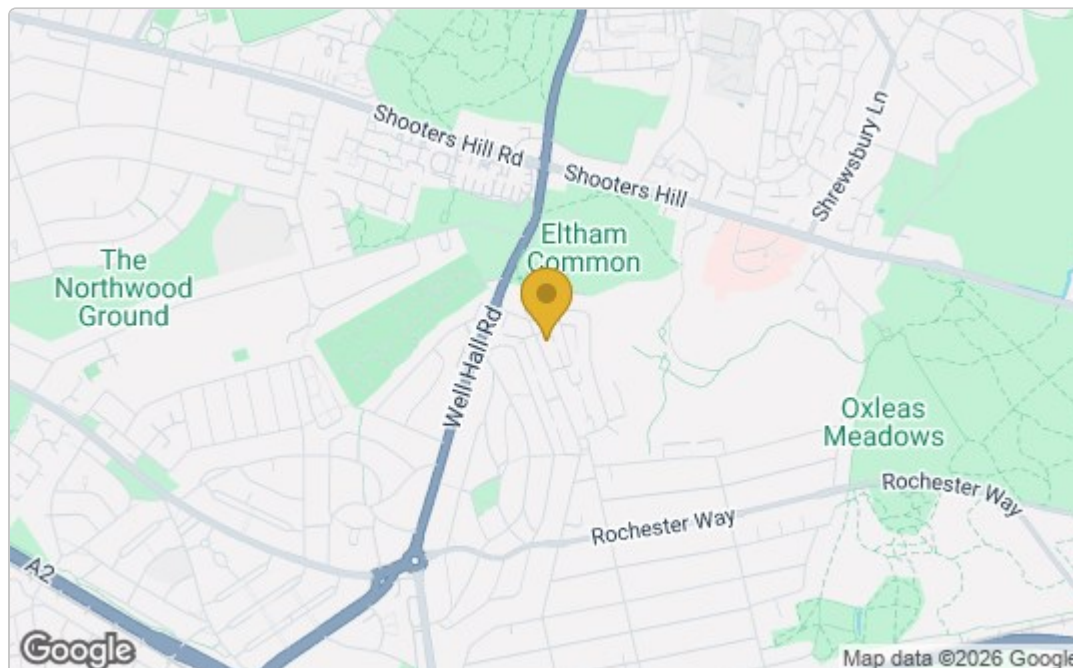 Shooters Hill Rd
Shooters Hill
Shrewsbury Ln
Eltham
Common
The
Northwood
Ground
Well Hall Rd
Oxleas
Meadows
Rochester Way
Rochester Way
A2
Google
Map data ©2026 Google